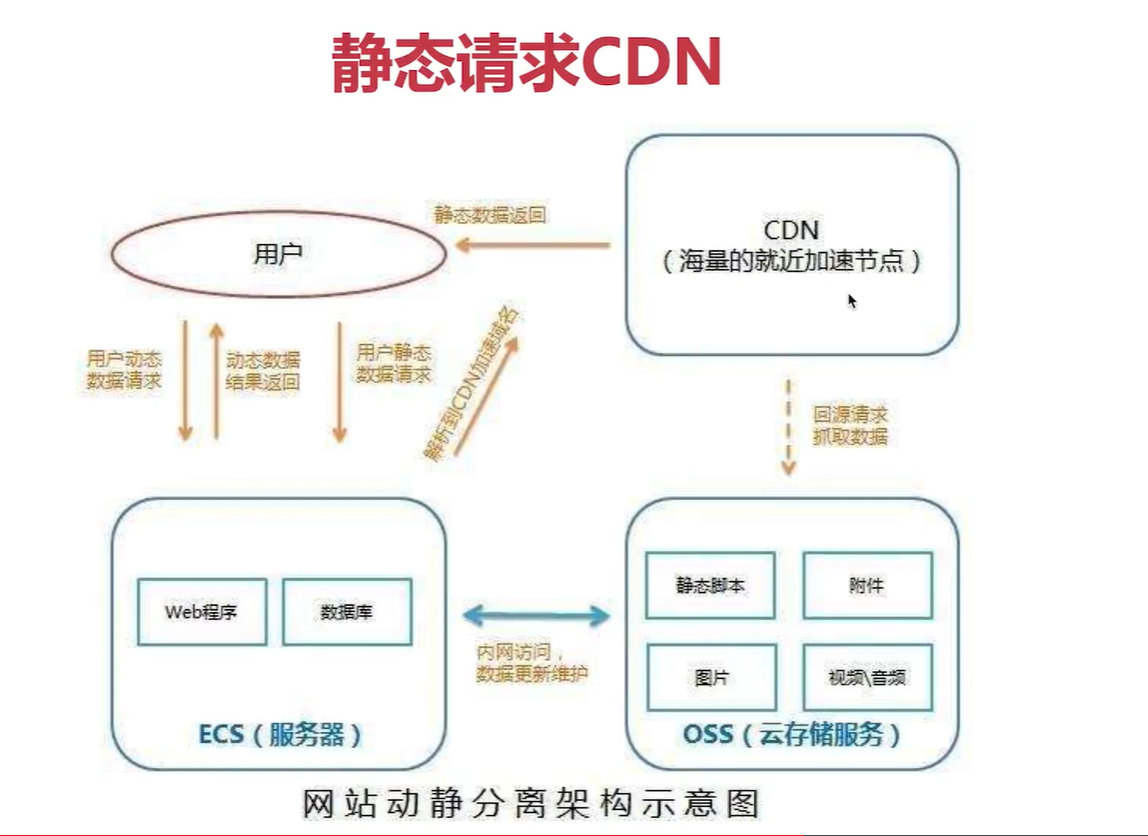 静态请求CDN
静态数据返回
用户
CDN
（海量的就近加速节点）
用户动态
数据请求
动态数据
结果返回
用户静态
数据请求
解析到CDN加速域名
回源请求
抓取数据
Web程序
数据库
ECS（服务器）
内网访问，
数据更新维护
静态脚本
附件
图片
视频\音频
OSS（云存储服务）
网站动静分离架构示意图